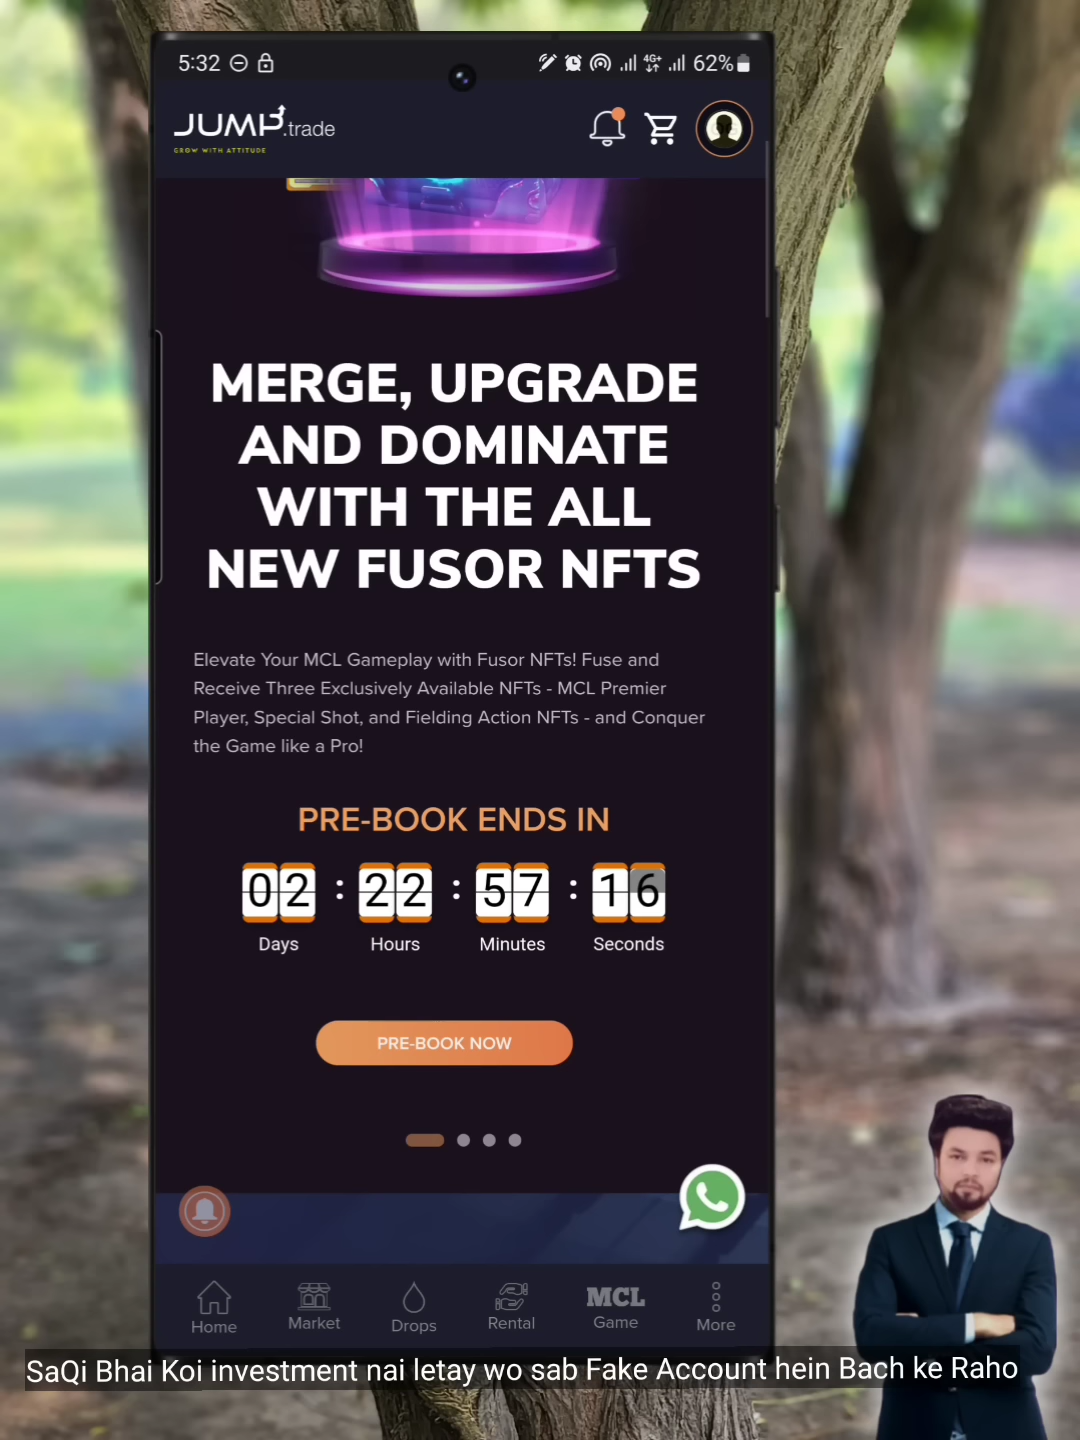 5:32
4G+
62%
JUMP.trade
GROW WITH ATTITUDE
MERGE, UPGRADE
AND DOMINATE
WITH THE ALL
NEW FUSOR NFTS
Elevate Your MCL Gameplay with Fusor NFTs! Fuse and
Receive Three Exclusively Available NFTs - MCL Premier
Player, Special Shot, and Fielding Action NFTs - and Conquer
the Game like a Pro!
PRE-BOOK ENDS IN
02 : 22 : 57 : 16
Days Hours Minutes Seconds
PRE-BOOK NOW
MCL
Home Market Drops Rental Game More
SaQi Bhai Koi investment nai letay wo sab Fake Account hein Bach ke Raho